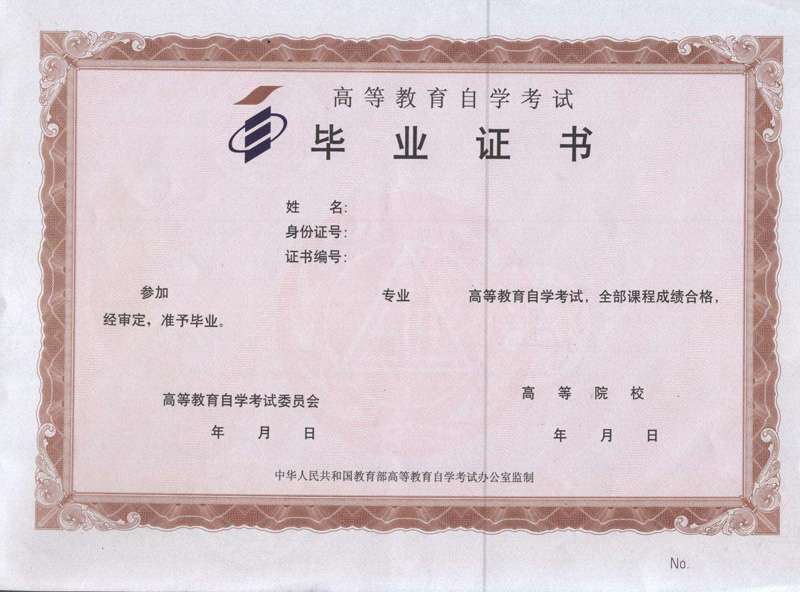 高等教育自学考试
毕业证书
姓 名:
身份证号:
证书编号:
参加 专业 高等教育自学考试，全部课程成绩合格，
经审定，准予毕业。
高等教育自学考试委员会
年 月 日
高等院校
年 月 日
中华人民共和国教育部高等教育自学考试办公室监制
No.